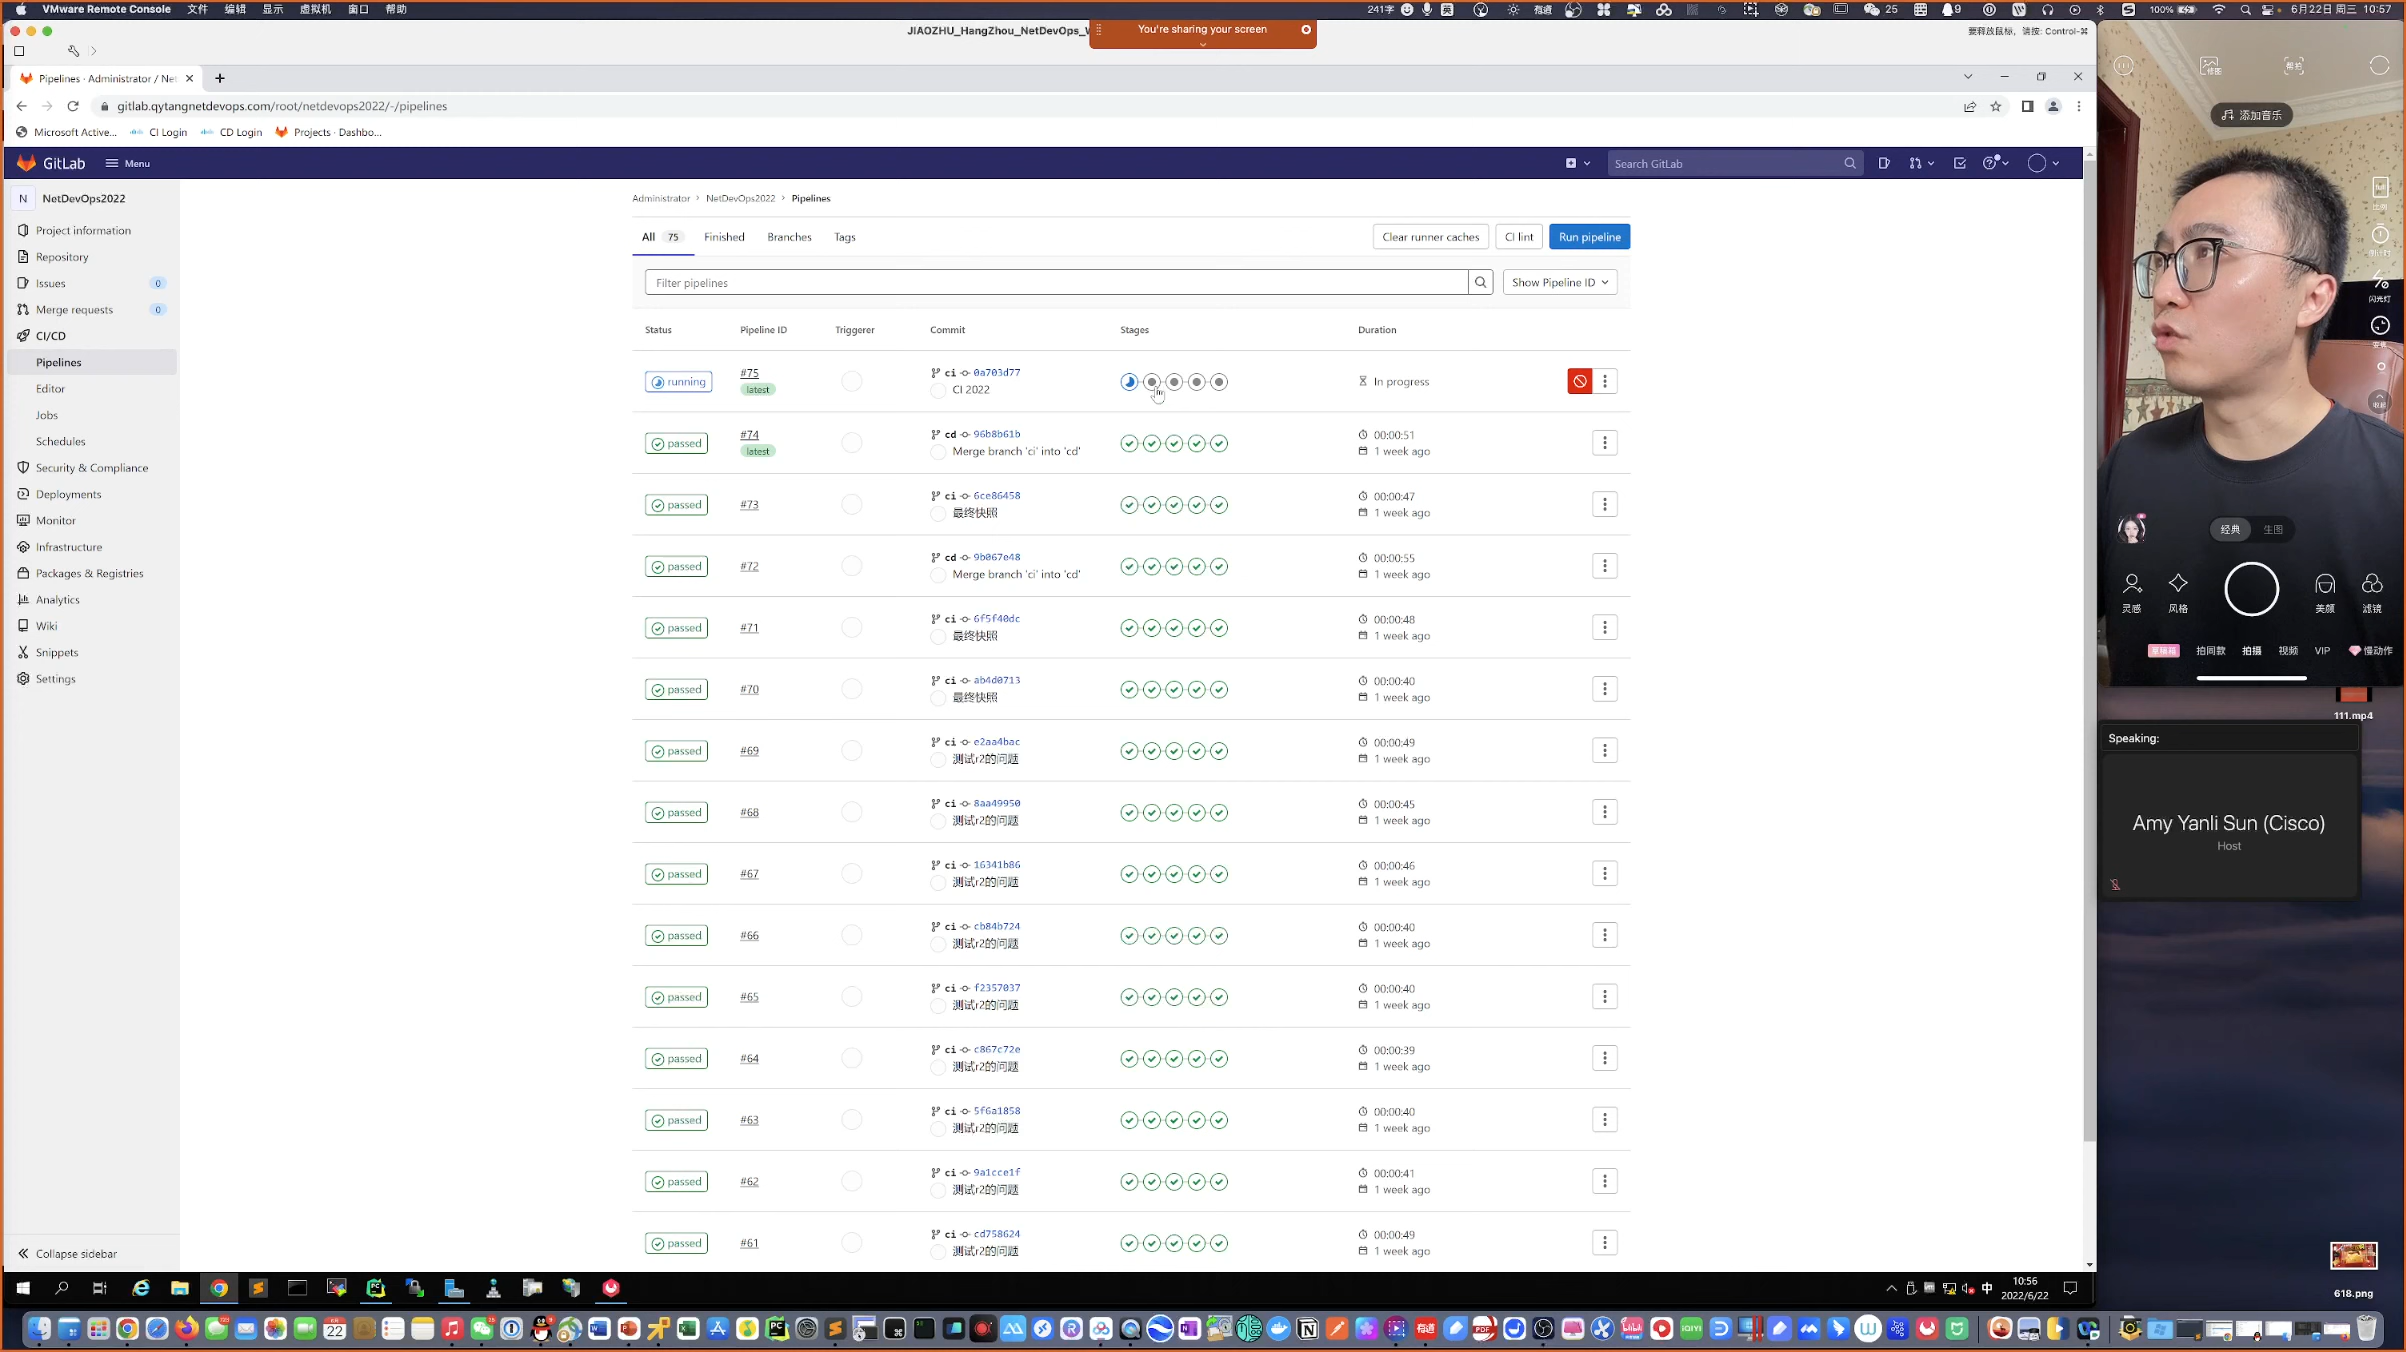 VMware Remote Console 文件 编辑 显示 虚拟机 窗口 帮助
241字 英 25 9 100% 6月22日 周三 10:57
JIAOZHU_HangZhou_NetDevOps_W
You're sharing your screen
要释放鼠标，请按: Control-⌘
Pipelines · Administrator / Net
gitlab.qytangnetdevops.com/root/netdevops2022/-/pipelines
Microsoft Active... CI Login CD Login Projects · Dashbo...
GitLab Menu Search GitLab
N NetDevOps2022
Project information
Repository
Issues 0
Merge requests 0
CI/CD
Pipelines
Editor
Jobs
Schedules
Security & Compliance
Deployments
Monitor
Infrastructure
Packages & Registries
Analytics
Wiki
Snippets
Settings
Collapse sidebar
Administrator > NetDevOps2022 > Pipelines
All 75 Finished Branches Tags Clear runner caches CI lint Run pipeline
Filter pipelines Show Pipeline ID
Status Pipeline ID Triggerer Commit Stages Duration
running #75 latest ci 0a703d77 In progress
CI 2022
passed #74 latest cd 96b8b61b 00:00:51
Merge branch 'ci' into 'cd' 1 week ago
passed #73 ci 6ce86458 00:00:47
最终快照 1 week ago
passed #72 cd 9b067e48 00:00:55
Merge branch 'ci' into 'cd' 1 week ago
passed #71 ci 6f5f40dc 00:00:48
最终快照 1 week ago
passed #70 ci ab4d0713 00:00:40
最终快照 1 week ago
passed #69 ci e2aa4bac 00:00:49
测试r2的问题 1 week ago
passed #68 ci 8aa49950 00:00:45
测试r2的问题 1 week ago
passed #67 ci 16341b86 00:00:46
测试r2的问题 1 week ago
passed #66 ci cb84b724 00:00:40
测试r2的问题 1 week ago
passed #65 ci f2357037 00:00:40
测试r2的问题 1 week ago
passed #64 ci c867c72e 00:00:39
测试r2的问题 1 week ago
passed #63 ci 5f6a1858 00:00:40
测试r2的问题 1 week ago
passed #62 ci 9a1cce1f 00:00:41
测试r2的问题 1 week ago
passed #61 ci cd758624 00:00:49
测试r2的问题 1 week ago
添加音乐
闪光灯
经典 生图
灵感 风格 美颜 滤镜
拍同款 拍摄 视频 VIP 慢动作
111.mp4
Speaking:
Amy Yanli Sun (Cisco)
Host
618.png
中 10:56
2022/6/22